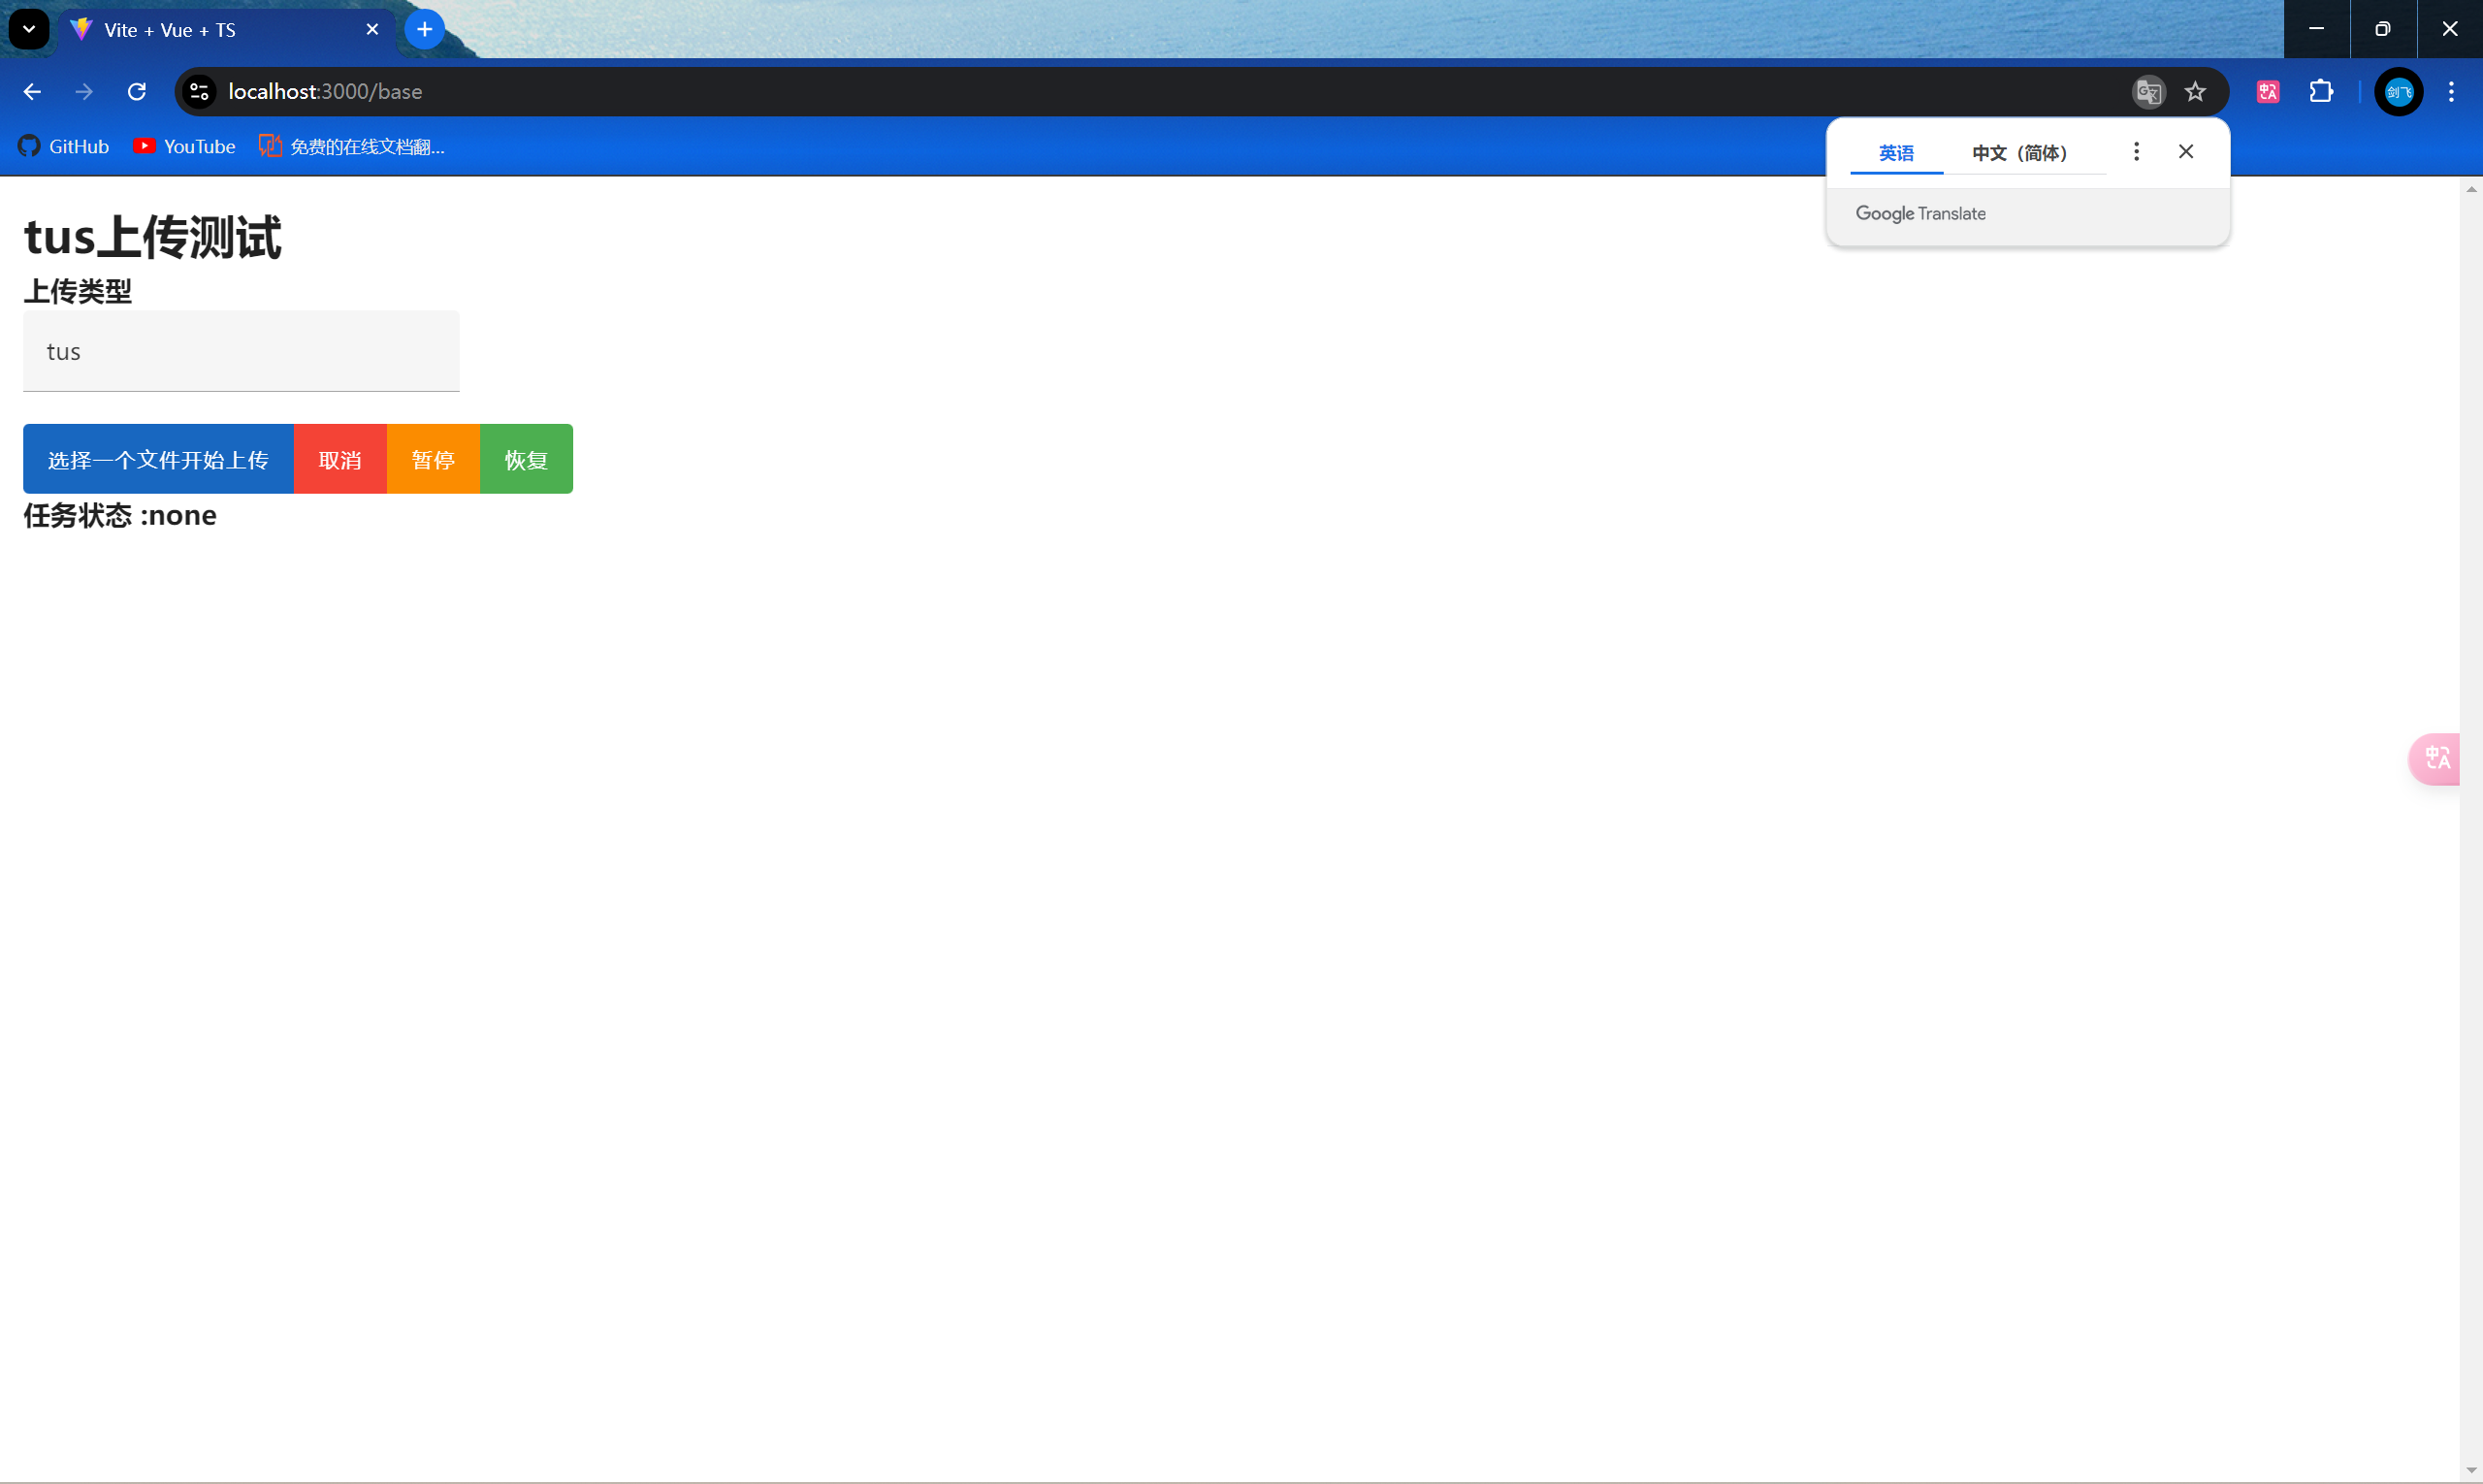 Vite + Vue + TS
localhost:3000/base
剑飞
GitHub
YouTube
免费的在线文档翻...
英语
中文（简体）
Google Translate
tus上传测试
上传类型
tus
选择一个文件开始上传
取消
暂停
恢复
任务状态 :none